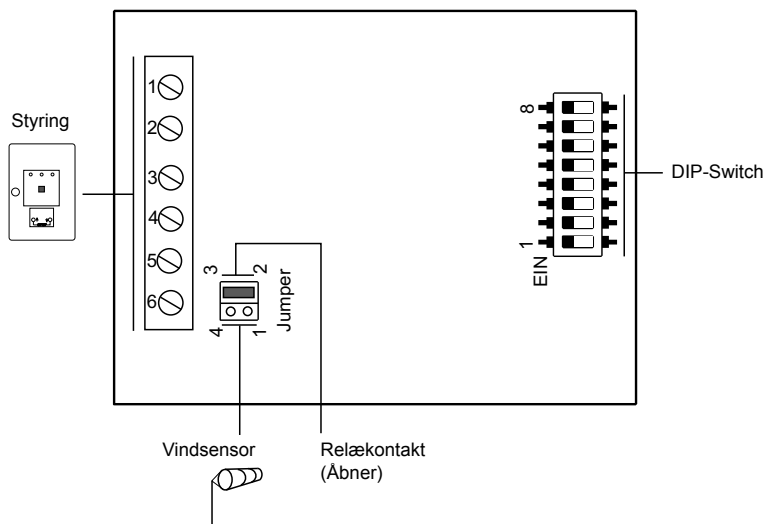 Styring
1
2
3
4
5
6
3
2
4
1
Jumper
8
1
EIN
DIP-Switch
Vindsensor
Relækontakt
(Åbner)